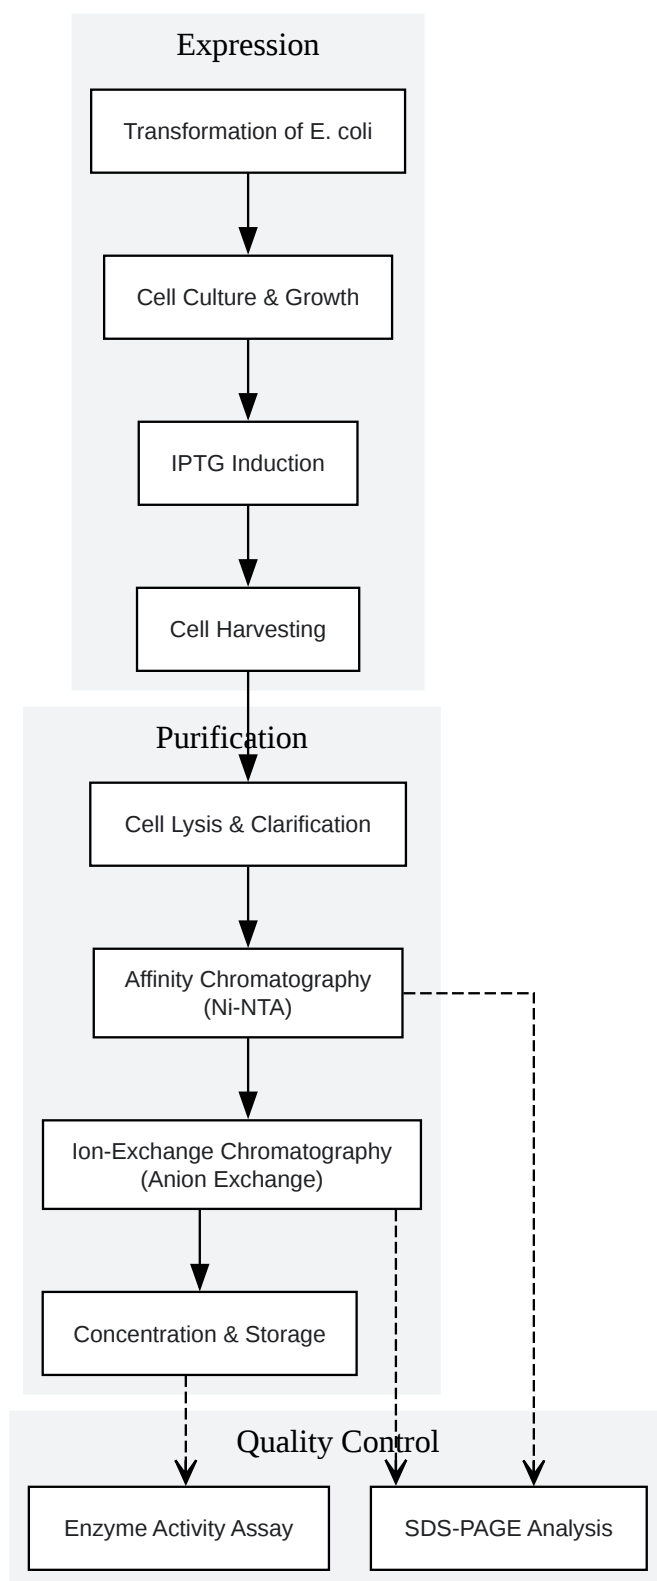 Expression
Transformation of E. coli
Cell Culture & Growth
IPTG Induction
Cell Harvesting
Purification
Cell Lysis & Clarification
Affinity Chromatography
(Ni-NTA)
Ion-Exchange Chromatography
(Anion Exchange)
Concentration & Storage
Quality Control
Enzyme Activity Assay
SDS-PAGE Analysis